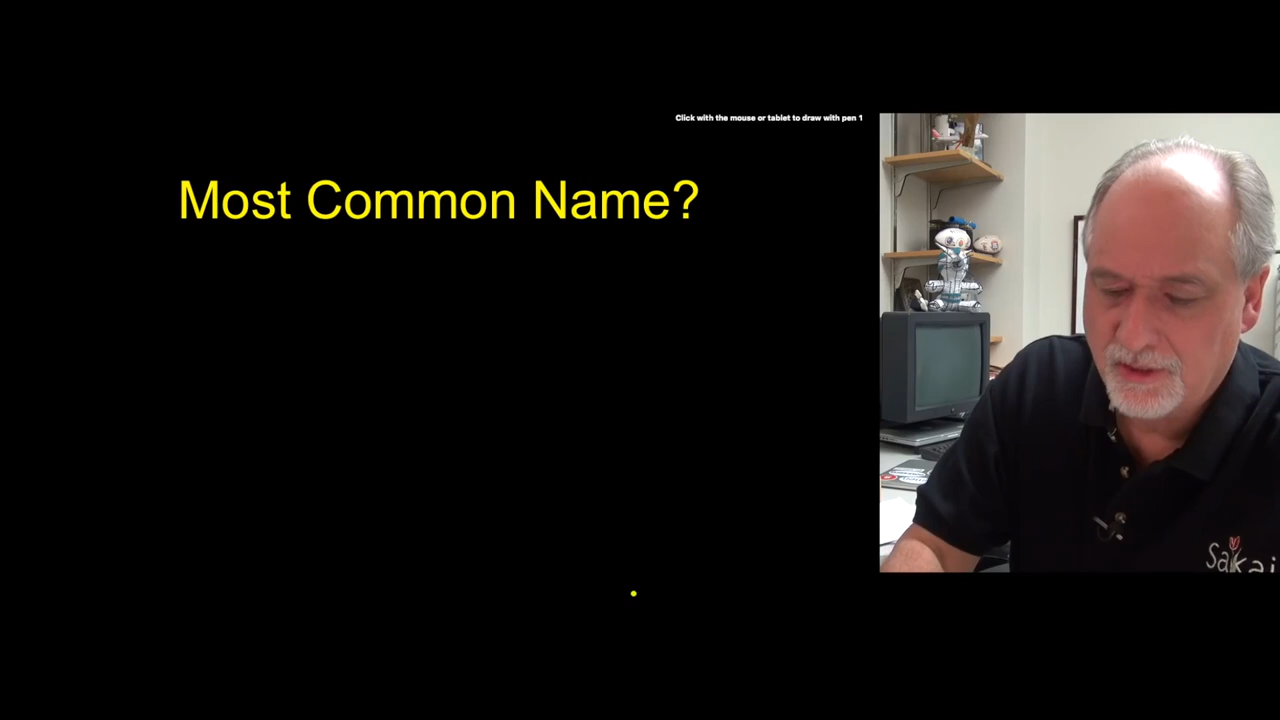 Click with the mouse or tablet to draw with pen 1
Most Common Name?
Sakai